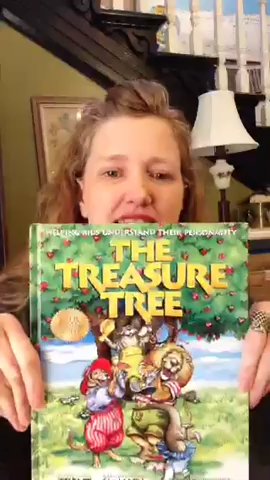 HELPING KIDS UNDERSTAND THEIR PERSONALITY
THE
TREASURE
TREE